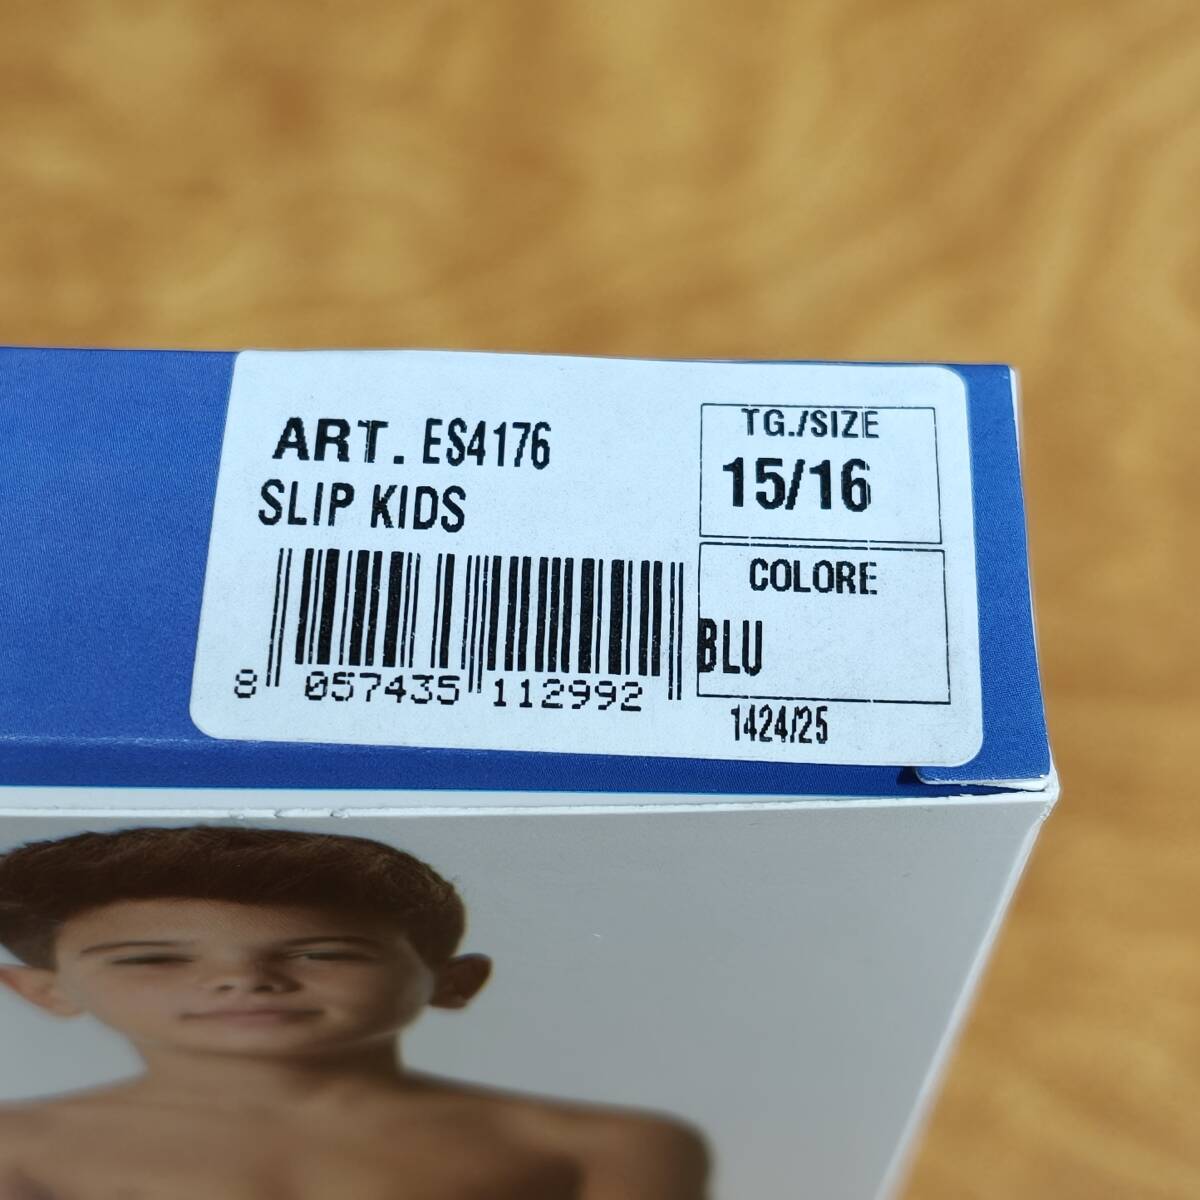 ART. ES4176
SLIP KIDS
8 057435 112992
TG./SIZE
15/16
COLORE
BLU
1424/25